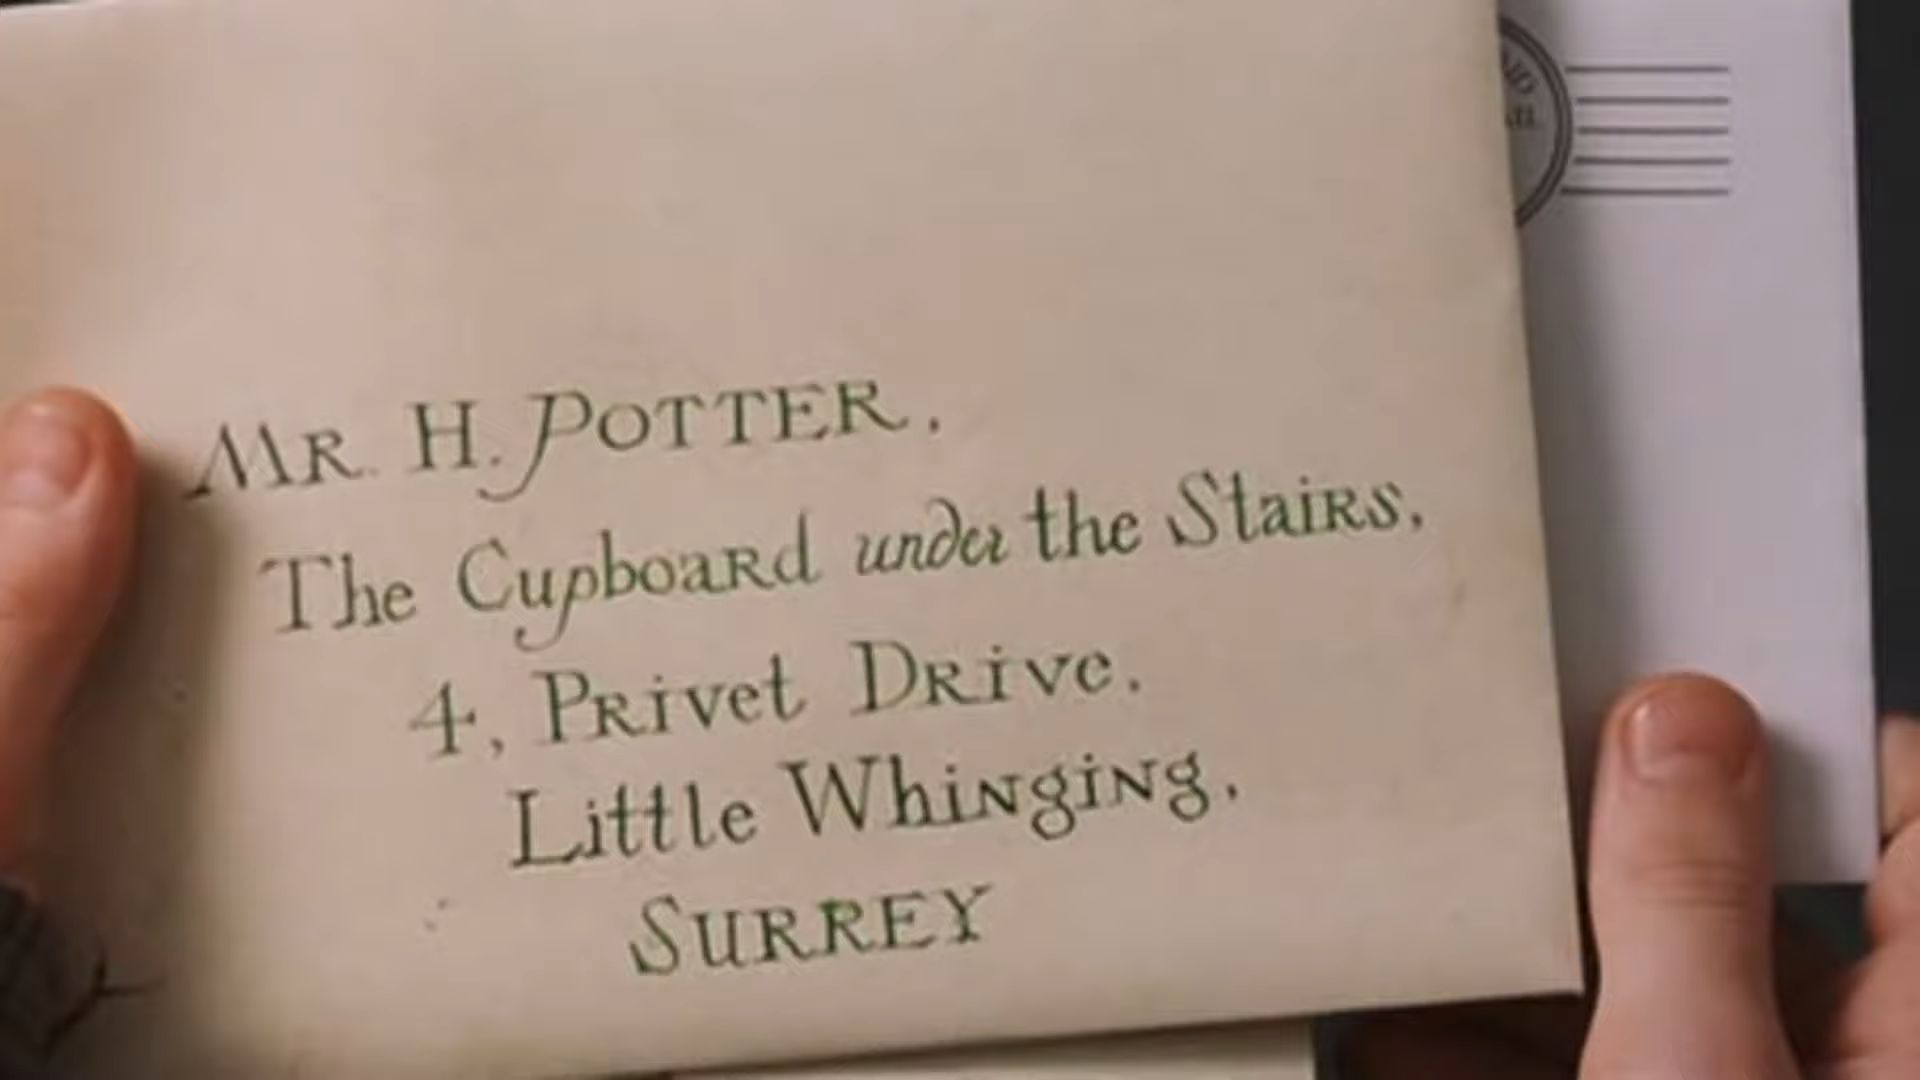 Mr. H. Potter,
The Cupboard under the Stairs,
4, Privet Drive,
Little Whinging,
SURREY